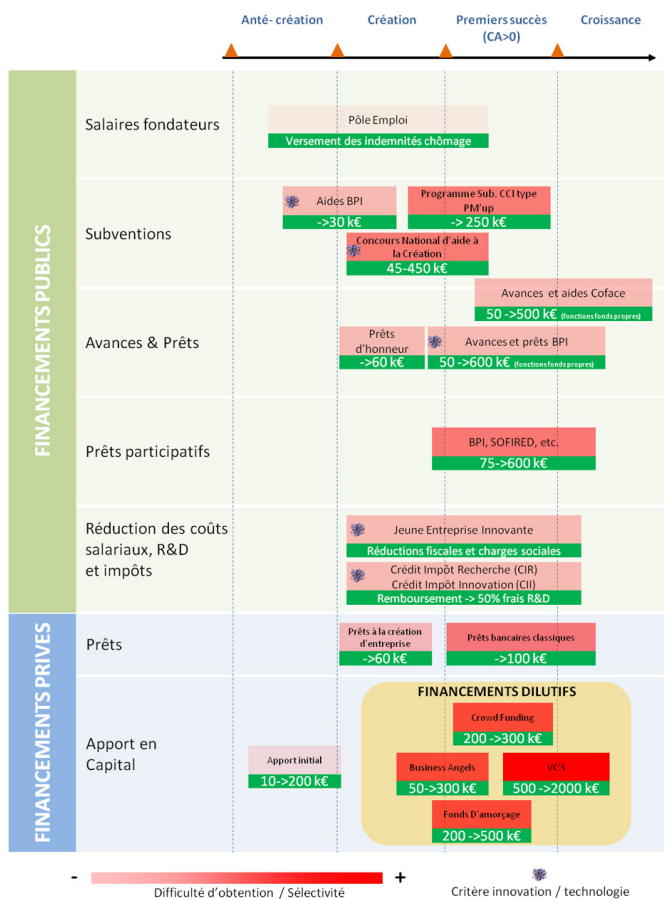 Anté- création
Création
Premiers succès
(CA>0)
Croissance
FINANCEMENTS PUBLICS
Salaires fondateurs
Pôle Emploi
Versement des indemnités chômage
Subventions
Aides BPI
->30 k€
Programme Sub. CCI type
PM'up
-> 250 k€
Concours National d'aide à
la Création
45-450 k€
Avances & Prêts
Avances et aides Coface
50 ->500 k€ (fonctions fonds propres)
Prêts
d'honneur
->60 k€
Avances et prêts BPI
50 ->600 k€ (fonctions fonds propres)
Prêts participatifs
BPI, SOFIRED, etc.
75->600 k€
Réduction des coûts
salariaux, R&D
et impôts
Jeune Entreprise Innovante
Réductions fiscales et charges sociales
Crédit Impôt Recherche (CIR)
Crédit Impôt Innovation (CII)
Remboursement -> 50% frais R&D
FINANCEMENTS PRIVES
Prêts
Prêts à la création
d'entreprise
->60 k€
Prêts bancaires classiques
->100 k€
Apport en
Capital
FINANCEMENTS DILUTIFS
Crowd Funding
200 ->300 k€
Apport initial
10->200 k€
Business Angels
50->300 k€
VC'S
500 ->2000 k€
Fonds D'amorçage
200 ->500 k€
- +
Difficulté d'obtention / Sélectivité
Critère innovation / technologie